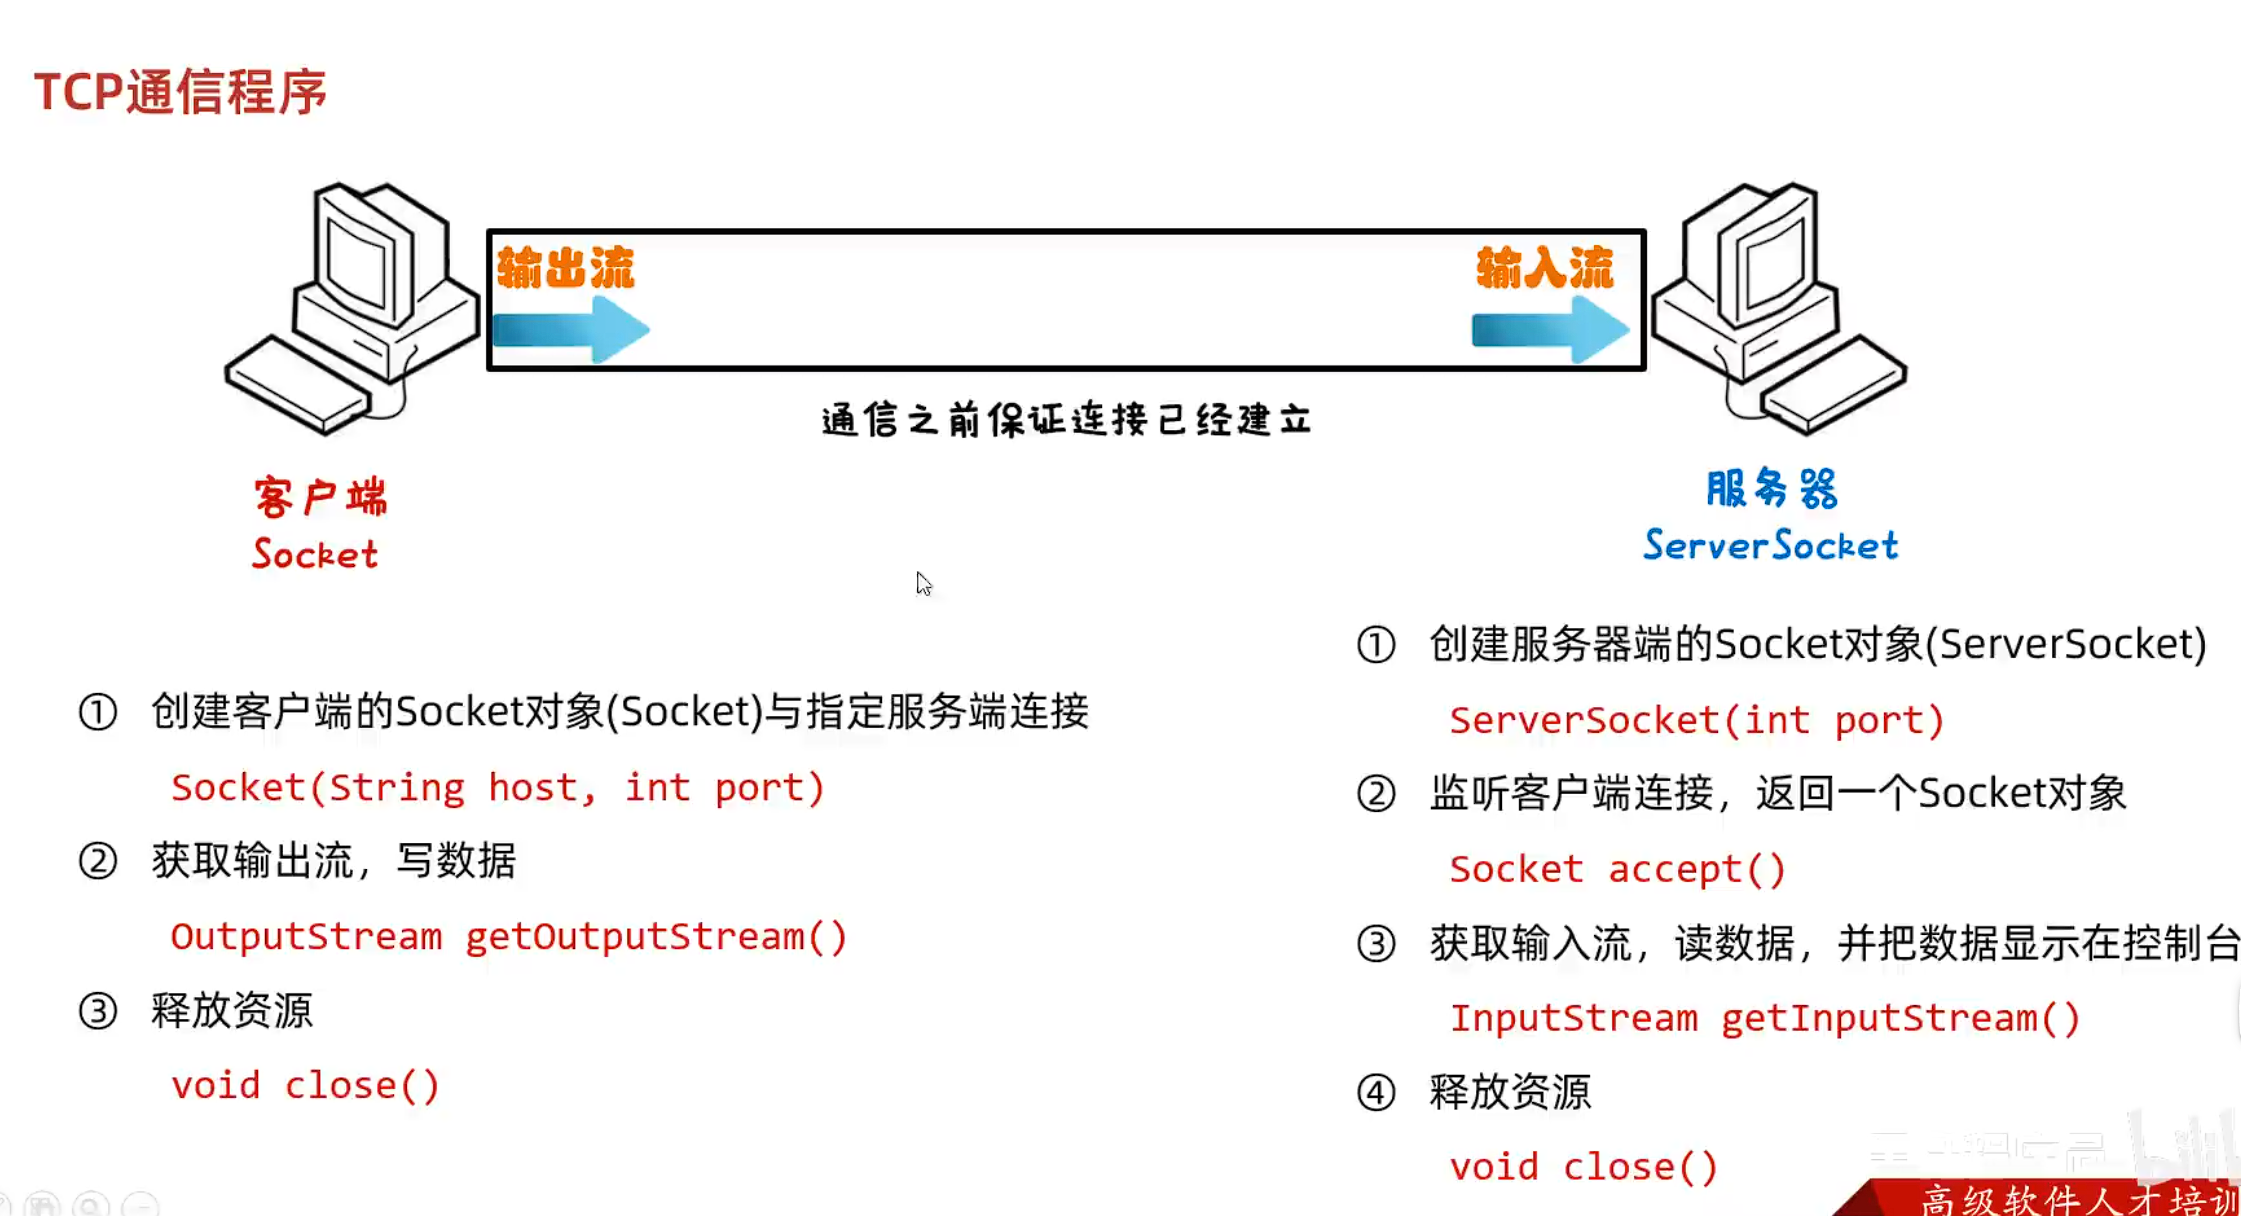 TCP通信程序
输出流
输入流
通信之前保证连接已经建立
客户端
Socket
服务器
ServerSocket
① 创建客户端的Socket对象(Socket)与指定服务端连接
Socket(String host, int port)
② 获取输出流，写数据
OutputStream getOutputStream()
③ 释放资源
void close()
① 创建服务器端的Socket对象(ServerSocket)
ServerSocket(int port)
② 监听客户端连接，返回一个Socket对象
Socket accept()
③ 获取输入流，读数据，并把数据显示在控制台
InputStream getInputStream()
④ 释放资源
void close()
高级软件人才培训